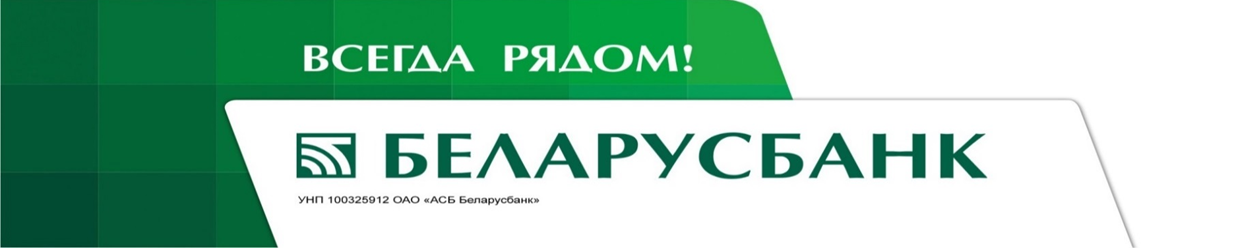 ВСЕГДА РЯДОМ!
БЕЛАРУСБАНК
УНП 100325912 ОАО «АСБ Беларусбанк»